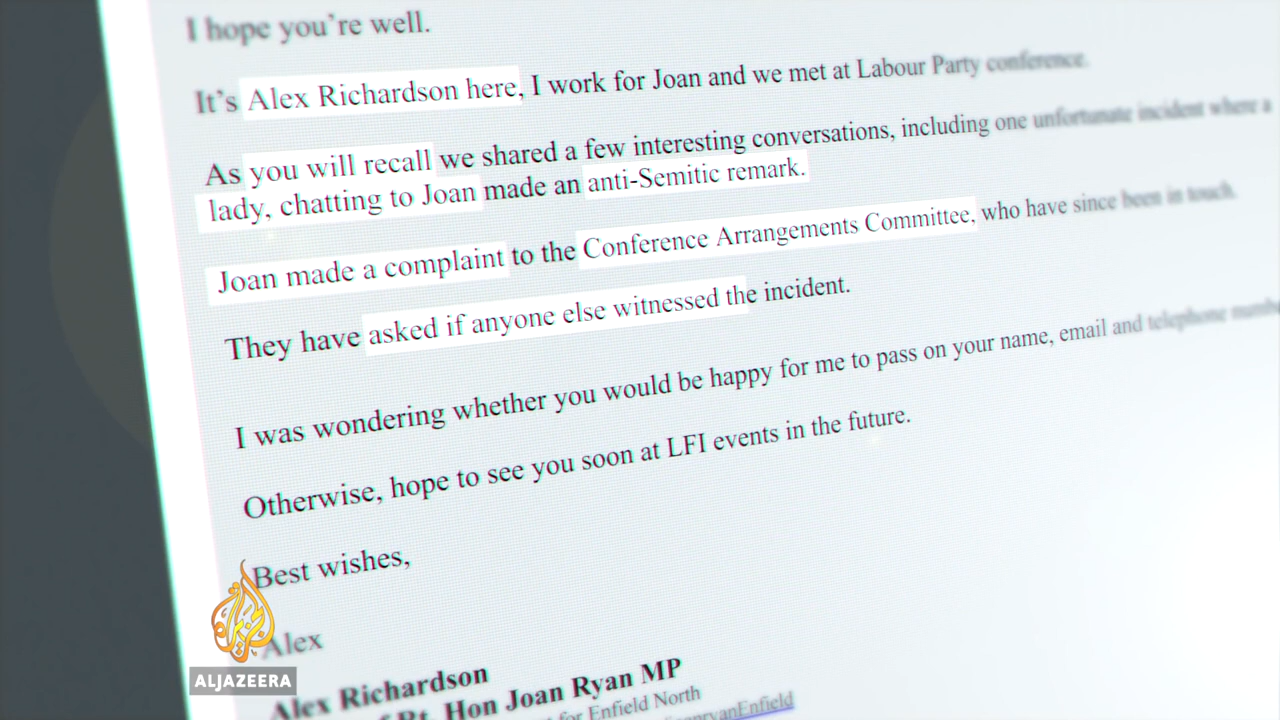 I hope you're well.
It's Alex Richardson here, I work for Joan and we met at Labour Party conference.
As you will recall we shared a few interesting conversations, including one unfortunate incident where a
lady, chatting to Joan made an anti-Semitic remark.
Joan made a complaint to the Conference Arrangements Committee, who have since been in touch.
They have asked if anyone else witnessed the incident.
I was wondering whether you would be happy for me to pass on your name, email and telephone
Otherwise, hope to see you soon at LFI events in the future.
Best wishes,
Alex
Alex Richardson
Rt. Hon Joan Ryan MP
for Enfield North
ALJAZEERA